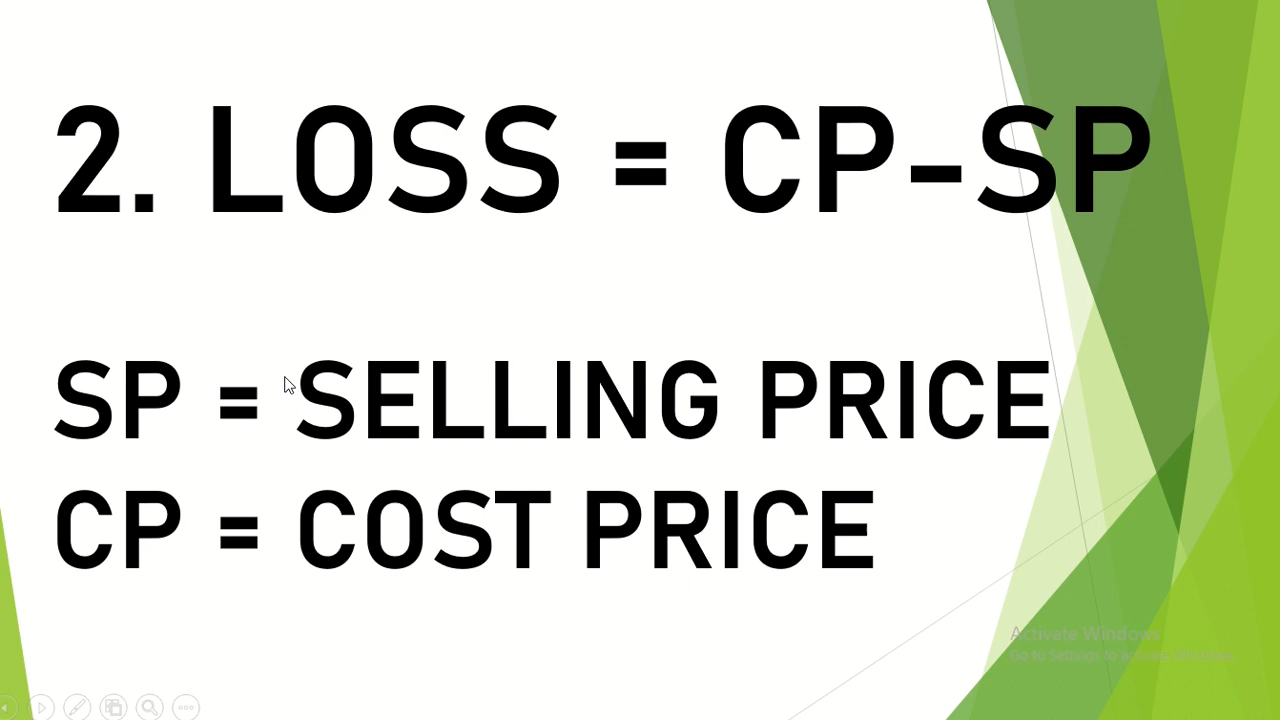 2. LOSS = CP-SP
SP = SELLING PRICE
CP = COST PRICE
Activate Windows
Go to Settings to activate Windows.